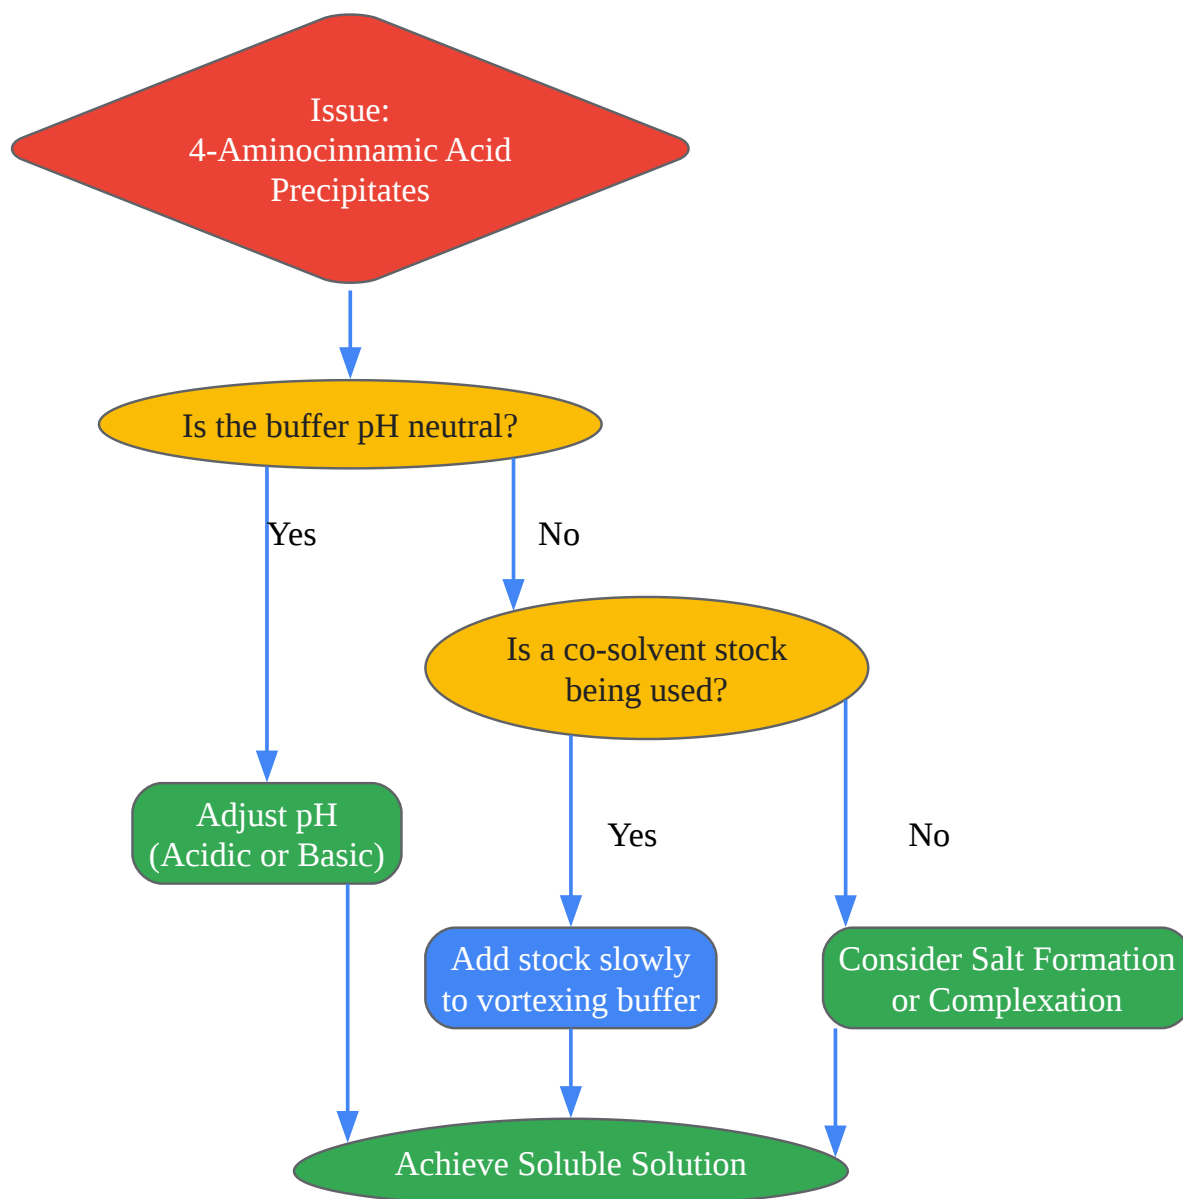 Issue:
4-Aminocinnamic Acid
Precipitates
Is the buffer pH neutral?
Yes
No
Is a co-solvent stock
being used?
Adjust pH
(Acidic or Basic)
Yes
No
Add stock slowly
to vortexing buffer
Consider Salt Formation
or Complexation
Achieve Soluble Solution